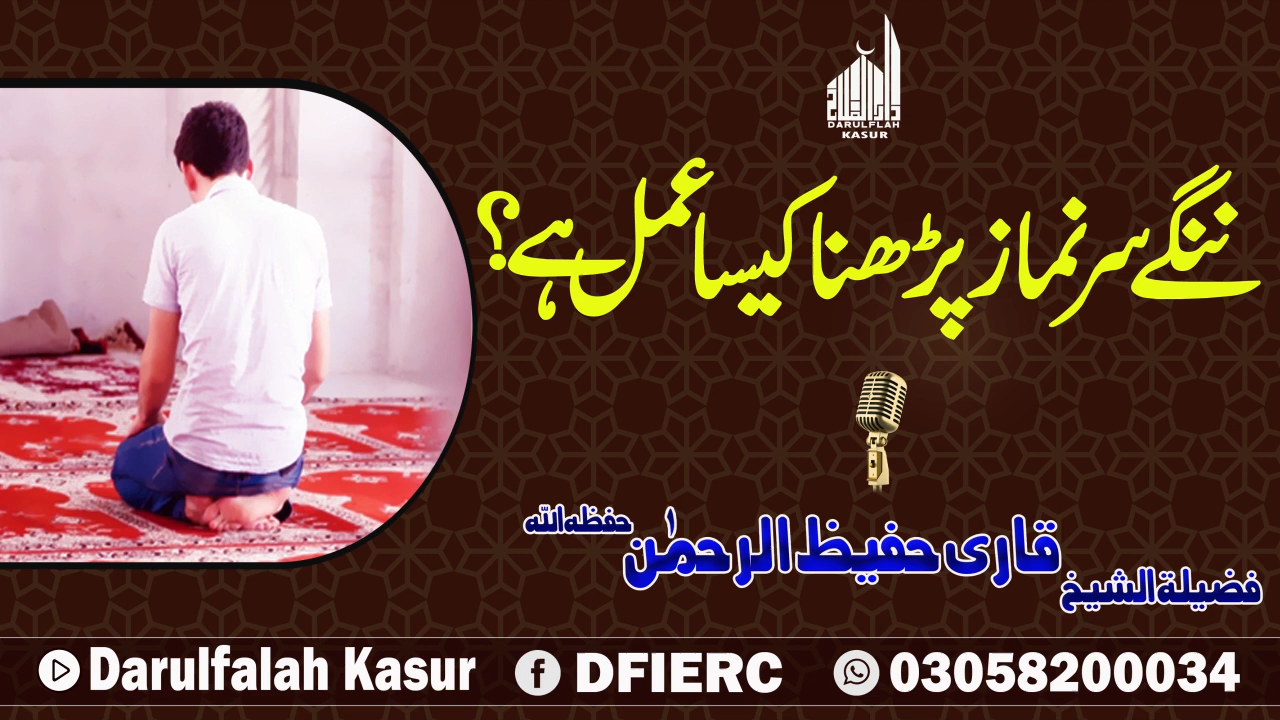 دارالفلاح
DARULFLAH
KASUR
ننگے سر نماز پڑھنا کیسا عمل ہے؟
فضیلۃ الشیخ قاری حفیظ الرحمٰن حفظہ اللہ
Darulfalah Kasur DFIERC 03058200034